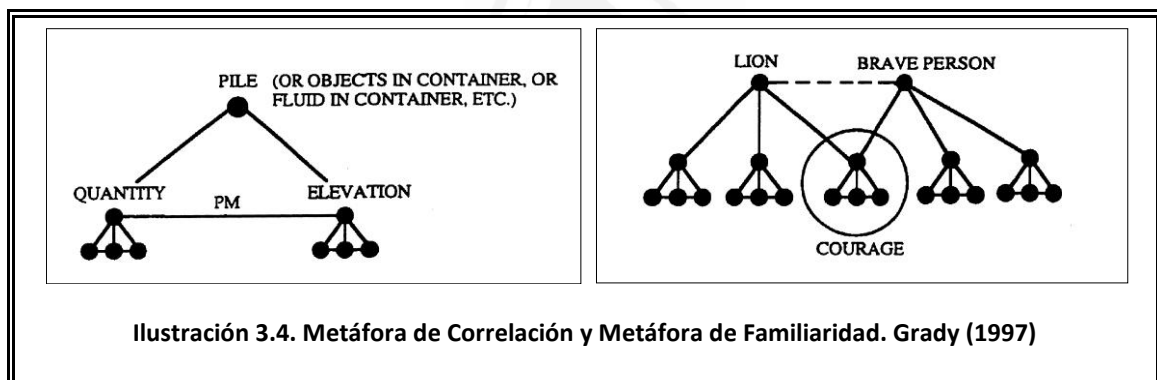 PILE (OR OBJECTS IN CONTAINER, OR
FLUID IN CONTAINER, ETC.)
QUANTITY
PM
ELEVATION
LION
BRAVE PERSON
COURAGE
Ilustración 3.4. Metáfora de Correlación y Metáfora de Familiaridad. Grady (1997)